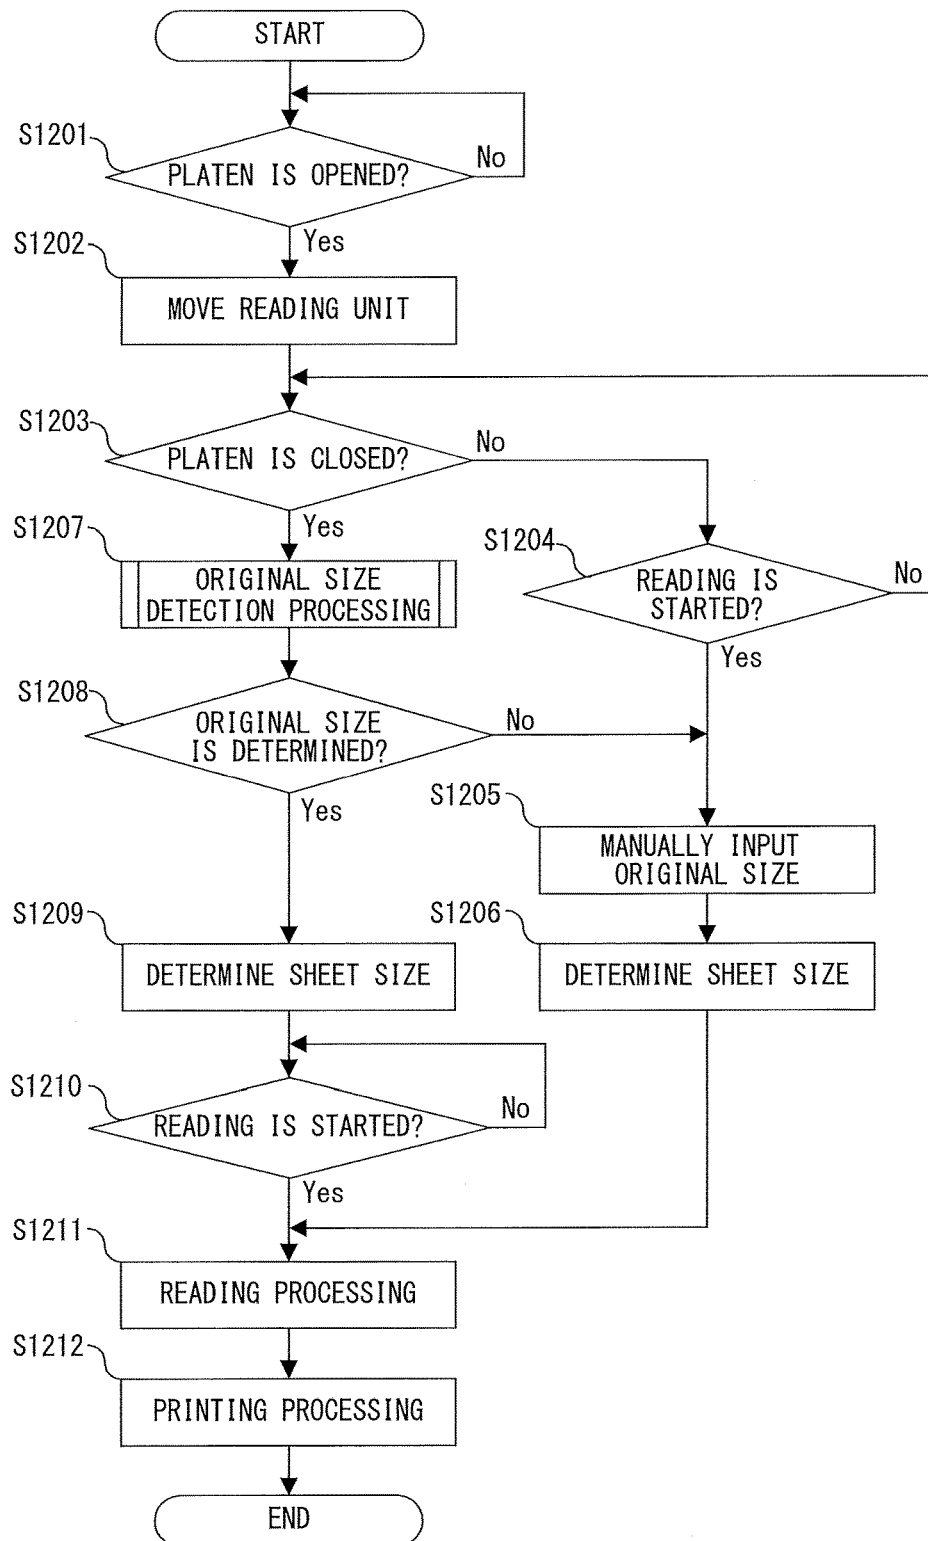 START
S1201
PLATEN IS OPENED?
No
Yes
S1202
MOVE READING UNIT
S1203
PLATEN IS CLOSED?
No
Yes
S1207
ORIGINAL SIZE
DETECTION PROCESSING
S1204
READING IS
STARTED?
No
Yes
S1208
ORIGINAL SIZE
IS DETERMINED?
No
Yes
S1205
MANUALLY INPUT
ORIGINAL SIZE
S1209
DETERMINE SHEET SIZE
S1206
DETERMINE SHEET SIZE
S1210
READING IS STARTED?
No
Yes
S1211
READING PROCESSING
S1212
PRINTING PROCESSING
END